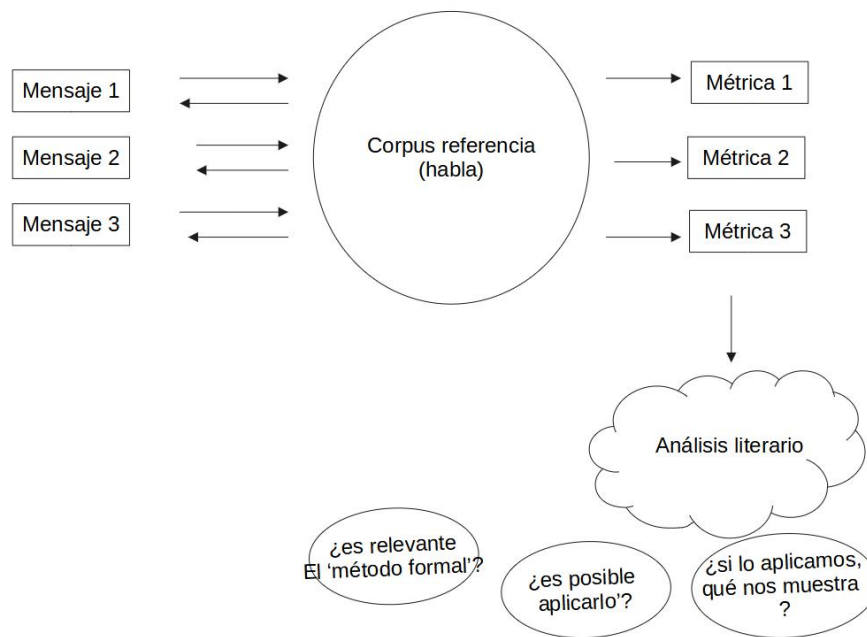 Mensaje 1
Mensaje 2
Mensaje 3
Corpus referencia
(habla)
Métrica 1
Métrica 2
Métrica 3
Análisis literario
¿es relevante
El ‘método formal’?
¿es posible
aplicarlo’?
¿si lo aplicamos,
qué nos muestra
?